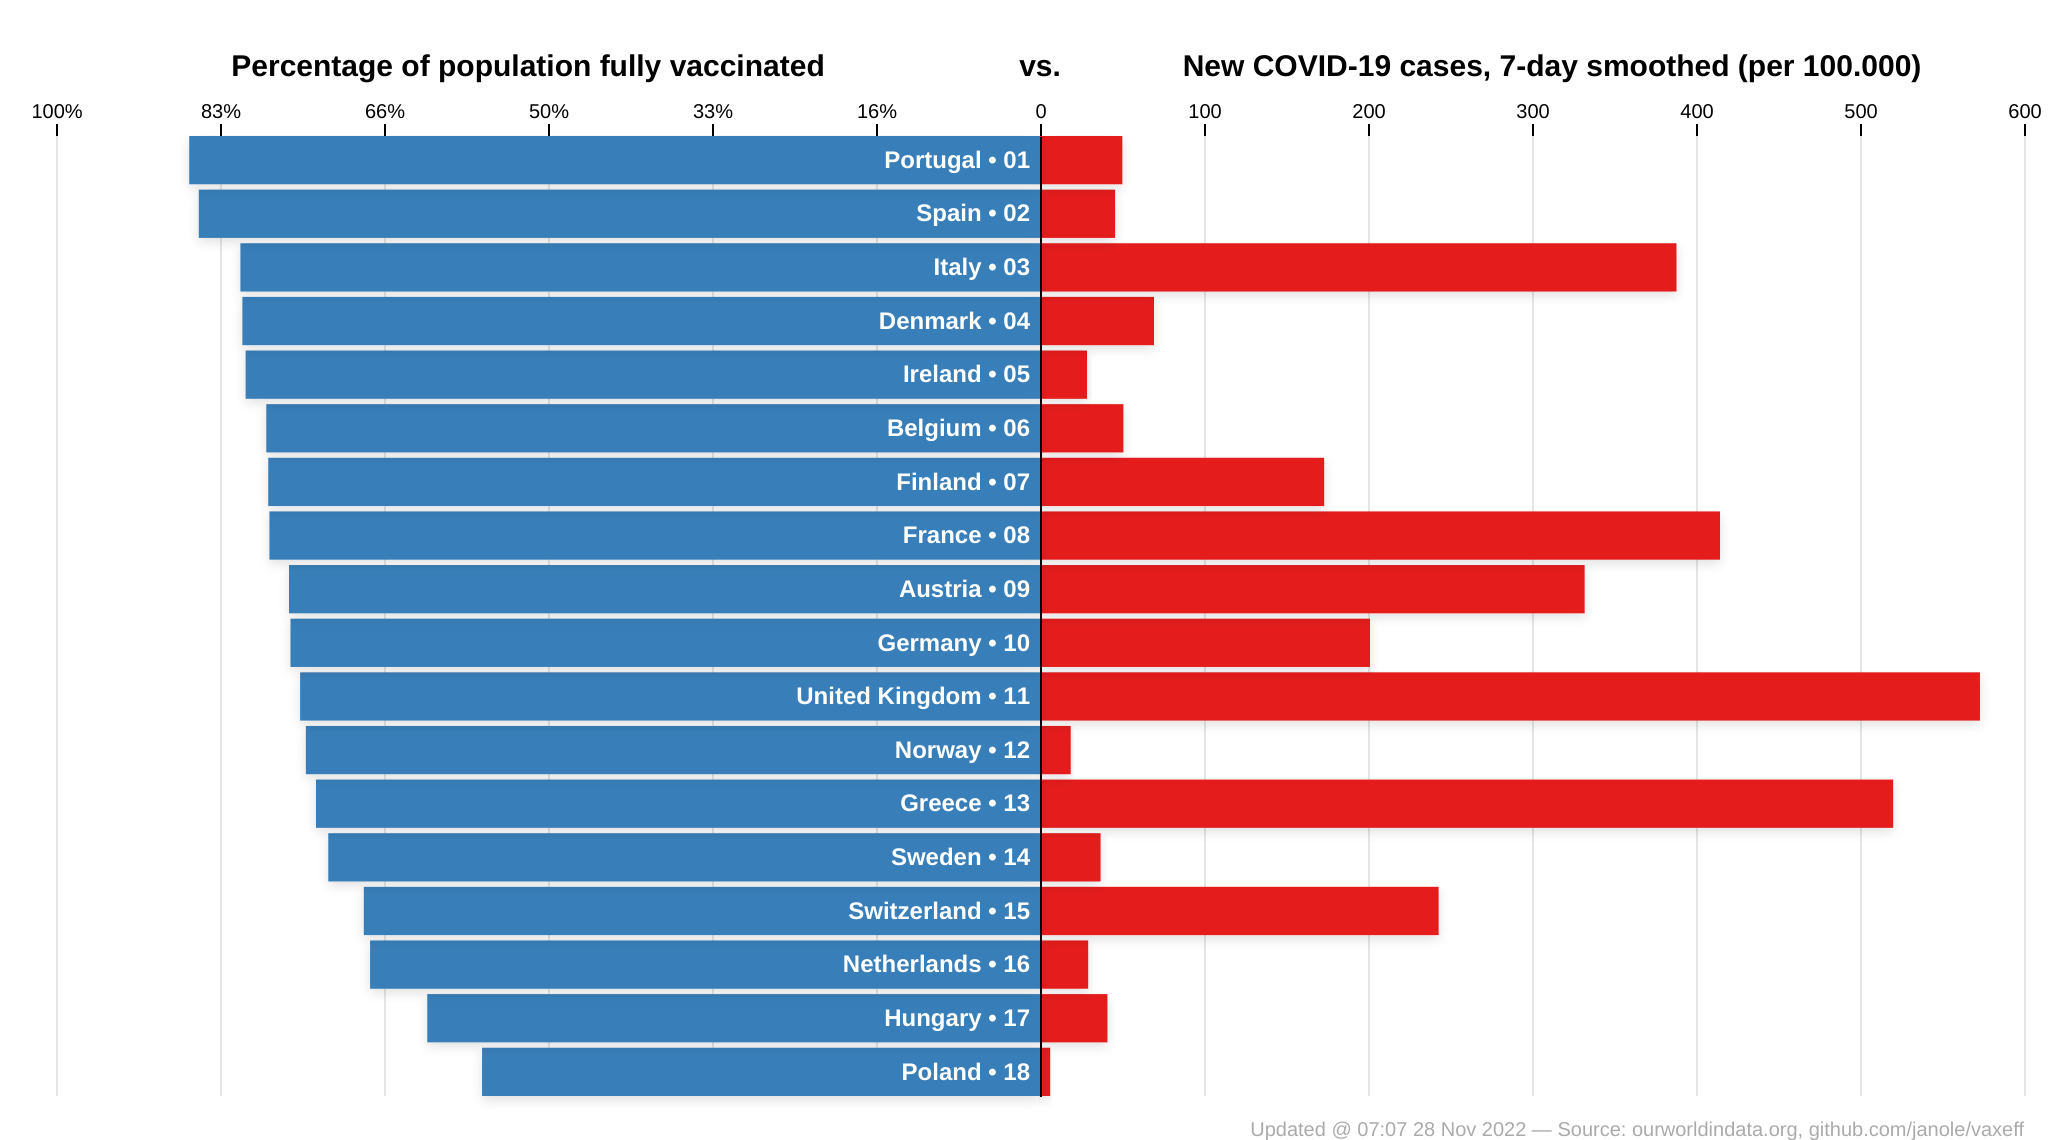 Percentage of population fully vaccinated vs. New COVID-19 cases, 7-day smoothed (per 100.000)
100% 83% 66% 50% 33% 16% 0 100 200 300 400 500 600
Portugal • 01
Spain • 02
Italy • 03
Denmark • 04
Ireland • 05
Belgium • 06
Finland • 07
France • 08
Austria • 09
Germany • 10
United Kingdom • 11
Norway • 12
Greece • 13
Sweden • 14
Switzerland • 15
Netherlands • 16
Hungary • 17
Poland • 18
Updated @ 07:07 28 Nov 2022 — Source: ourworldindata.org, github.com/janole/vaxeff